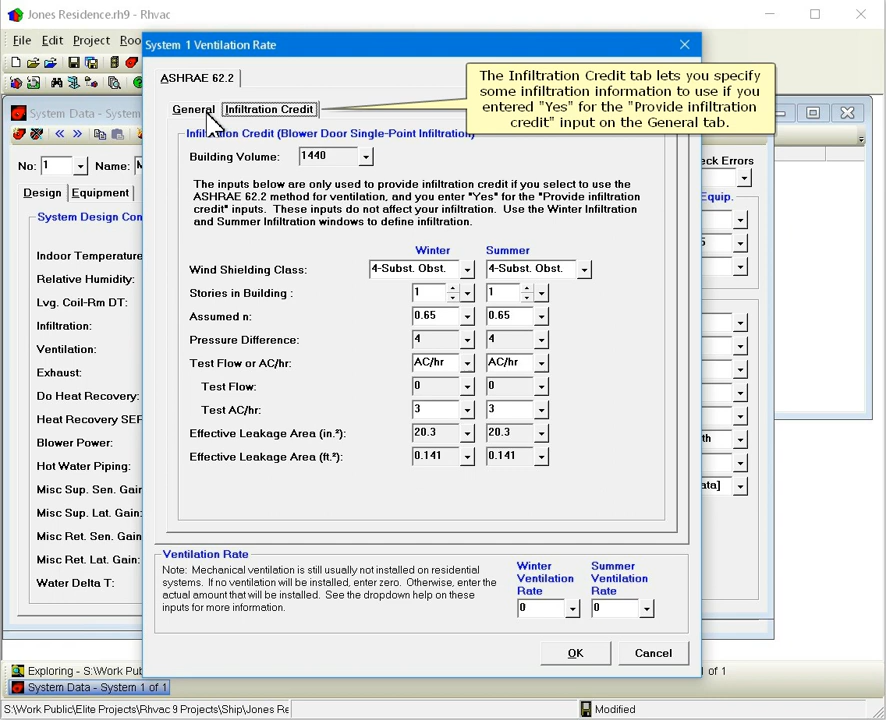 Jones Residence.rh9 - Rhvac
File Edit Project Roo
System 1 Ventilation Rate
ASHRAE 62.2
General Infiltration Credit
The Infiltration Credit tab lets you specify
some infiltration information to use if you
entered "Yes" for the "Provide infiltration
credit" input on the General tab.
System Data - System
No: 1 Name: M
Design Equipment
System Design Con
Indoor Temperature
Relative Humidity:
Lvg. Coil-Rm DT:
Infiltration:
Ventilation:
Exhaust:
Do Heat Recovery:
Heat Recovery SEF
Blower Power:
Hot Water Piping:
Misc Sup. Sen. Gain
Misc Sup. Lat. Gain:
Misc Ret. Sen. Gain
Misc Ret. Lat. Gain:
Water Delta T:
Infiltration Credit (Blower Door Single-Point Infiltration)
Building Volume: 1440
The inputs below are only used to provide infiltration credit if you select to use the
ASHRAE 62.2 method for ventilation, and you enter "Yes" for the "Provide infiltration
credit" inputs. These inputs do not affect your infiltration. Use the Winter Infiltration
and Summer Infiltration windows to define infiltration.
Winter Summer
Wind Shielding Class: 4-Subst. Obst. 4-Subst. Obst.
Stories in Building : 1 1
Assumed n: 0.65 0.65
Pressure Difference: 4 4
Test Flow or AC/hr: AC/hr AC/hr
Test Flow: 0 0
Test AC/hr: 3 3
Effective Leakage Area (in.²): 20.3 20.3
Effective Leakage Area (ft.²): 0.141 0.141
Ventilation Rate
Note: Mechanical ventilation is still usually not installed on residential
systems. If no ventilation will be installed, enter zero. Otherwise, enter the
actual amount that will be installed. See the dropdown help on these
inputs for more information.
Winter
Ventilation
Rate
0
Summer
Ventilation
Rate
0
OK Cancel
eck Errors
Equip.
5
th
ata]
Exploring - S:\Work Pub
of 1
System Data - System 1 of 1
S:\Work Public\Elite Projects\Rhvac 9 Projects\Ship\Jones Re
Modified